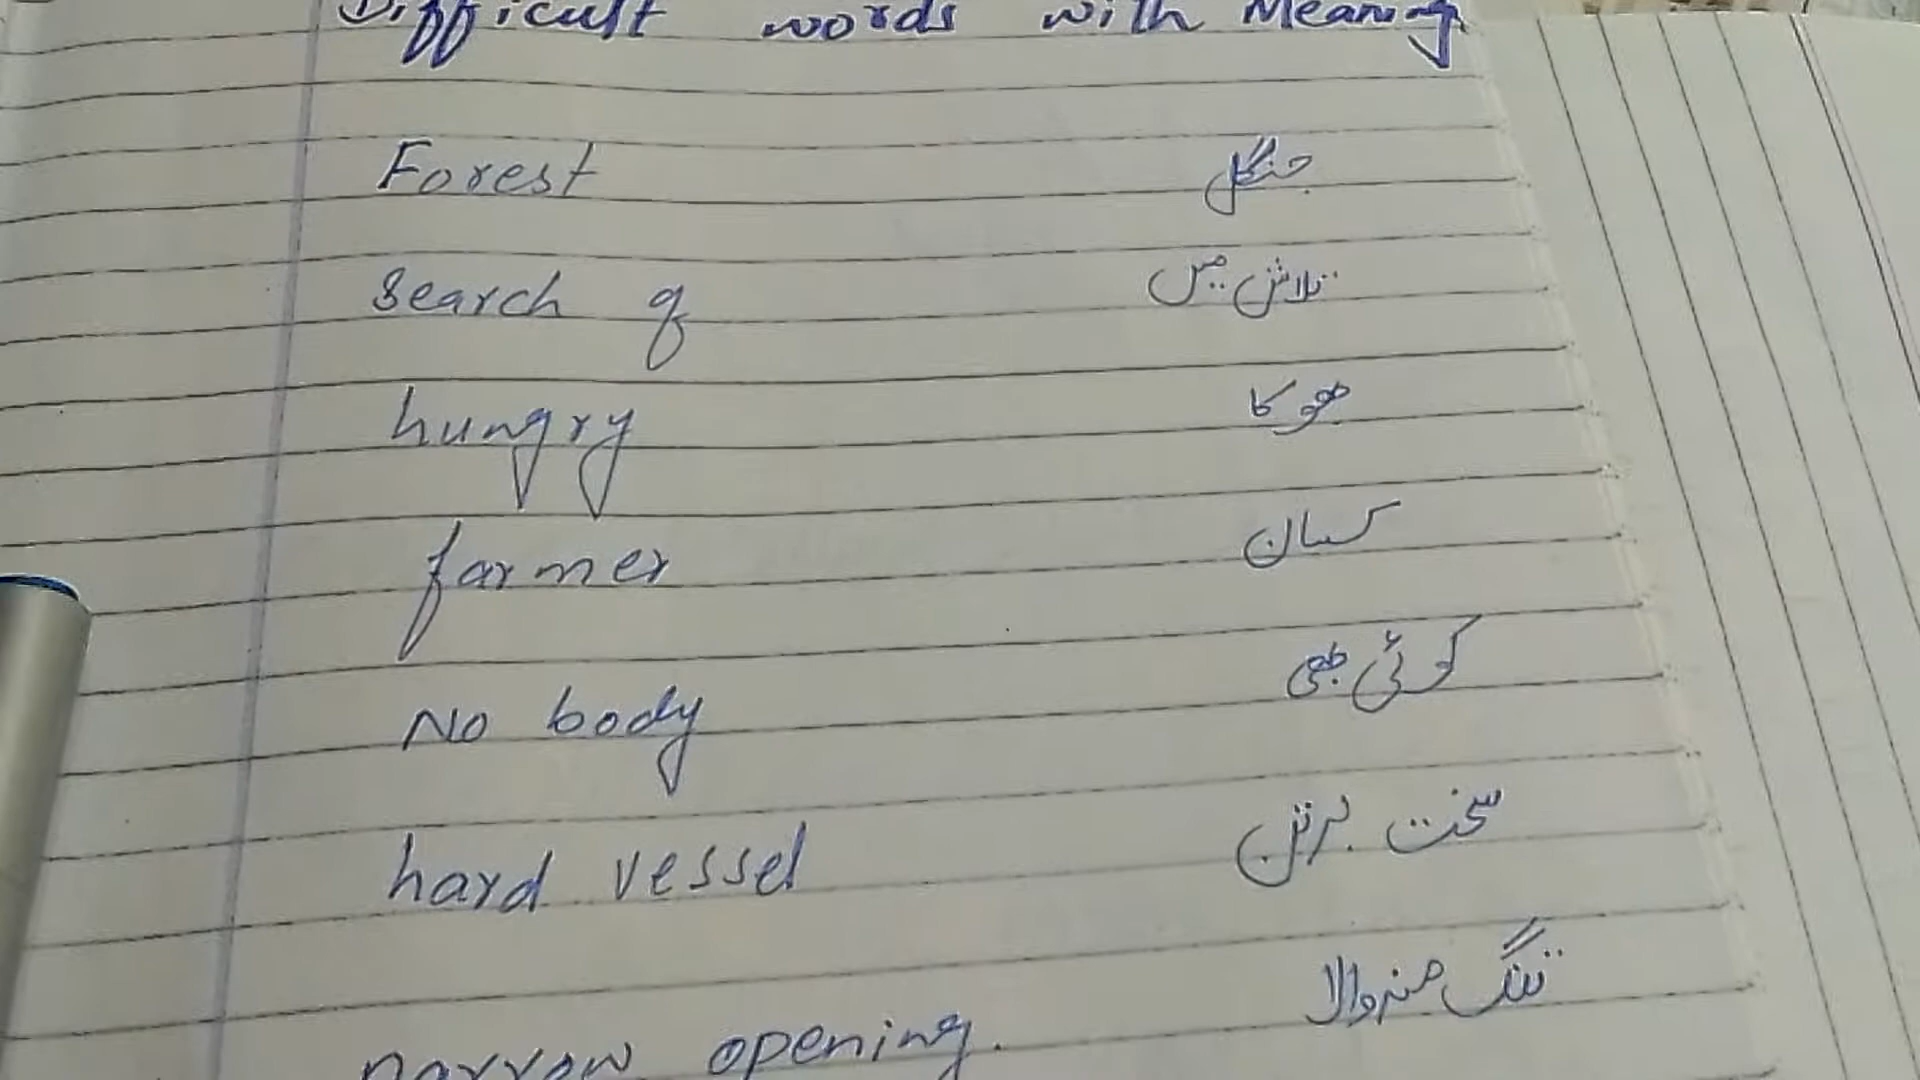 Difficult words with Meaning
Forest جنگل
Search of تلاش میں
hungry بھوکا
farmer کسان
No body کوئی بھی
hard vessel سخت برتن
narrow opening. تنگ منہ والا